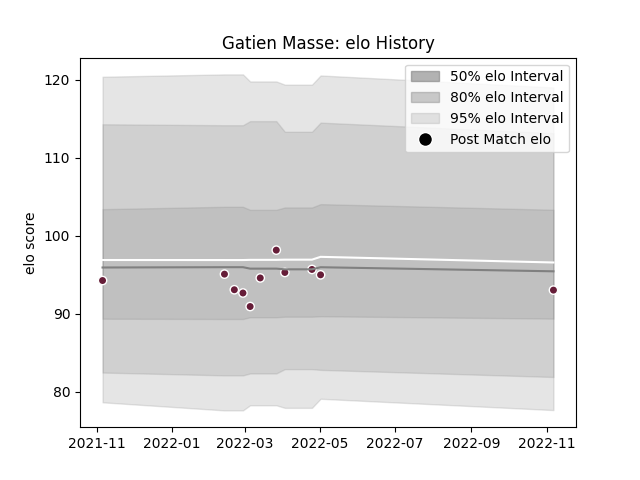 Gatien Masse: elo History
120
110
100
90
80
elo score
50% elo Interval
80% elo Interval
95% elo Interval
Post Match elo
2021-11
2022-01
2022-03
2022-05
2022-07
2022-09
2022-11